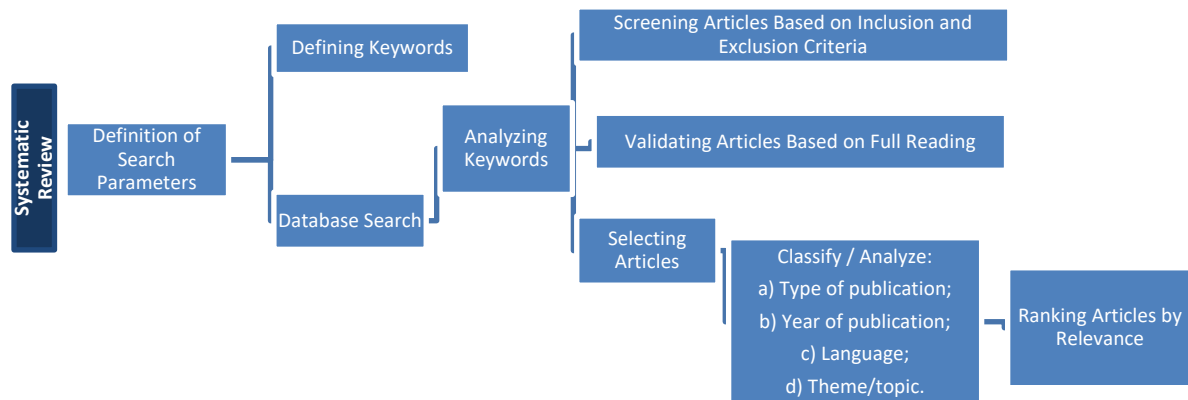 Systematic
Review
Definition of
Search
Parameters
Defining Keywords
Database Search
Analyzing
Keywords
Screening Articles Based on Inclusion and
Exclusion Criteria
Validating Articles Based on Full Reading
Selecting
Articles
Classify / Analyze:
a) Type of publication;
b) Year of publication;
c) Language;
d) Theme/topic.
Ranking Articles by
Relevance